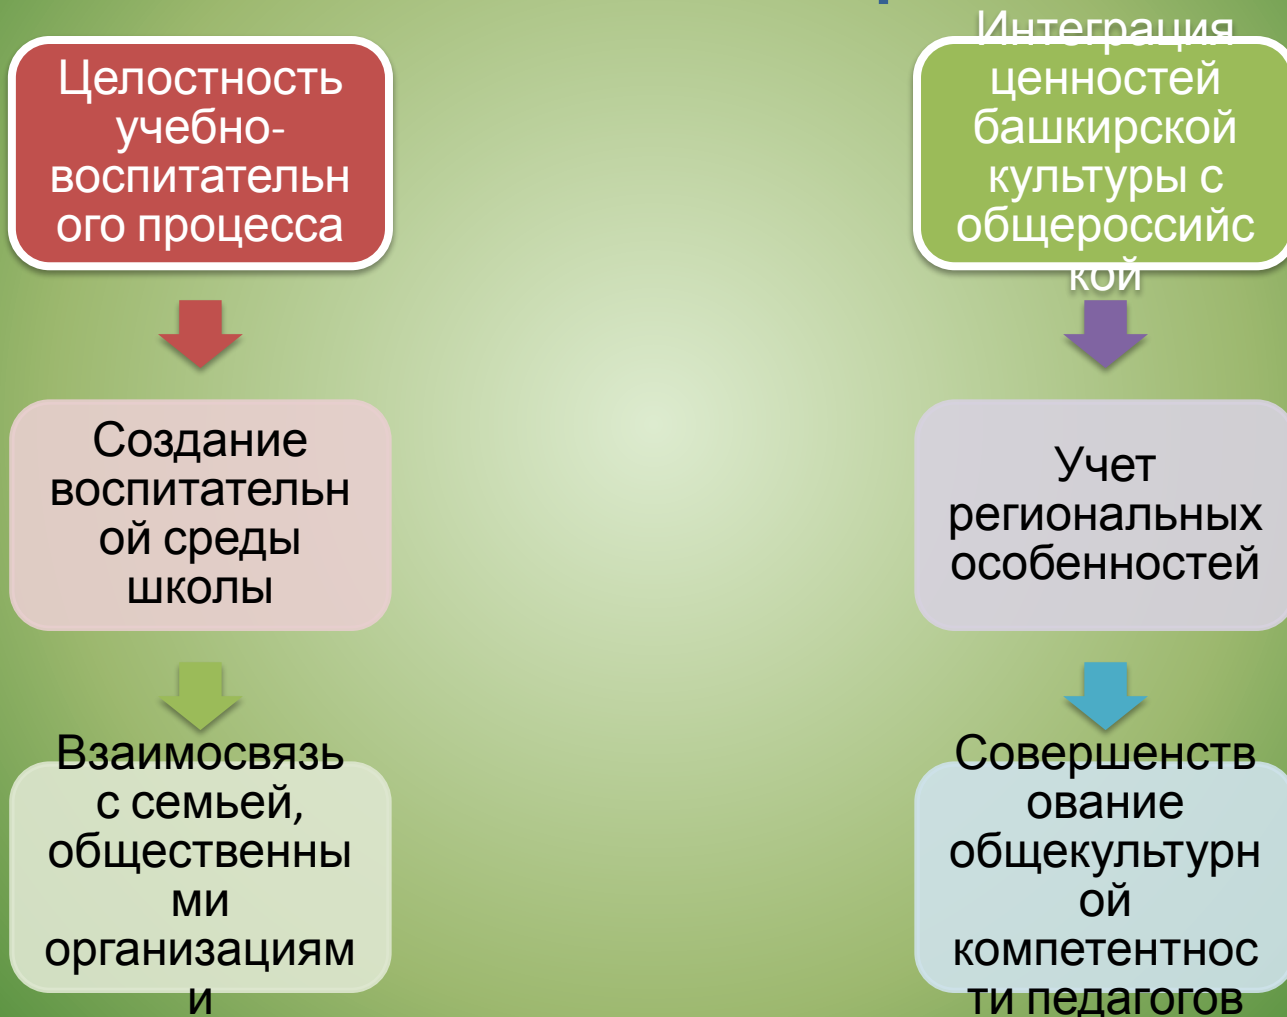 Целостность
учебно-
воспитательн
ого процесса
Создание
воспитательн
ой среды
школы
Взаимосвязь
с семьей,
общественны
ми
организациям
и
Интеграция
ценностей
башкирской
культуры с
общероссийс
кой
Учет
региональных
особенностей
Совершенств
ование
общекультурн
ой
компетентнос
ти педагогов